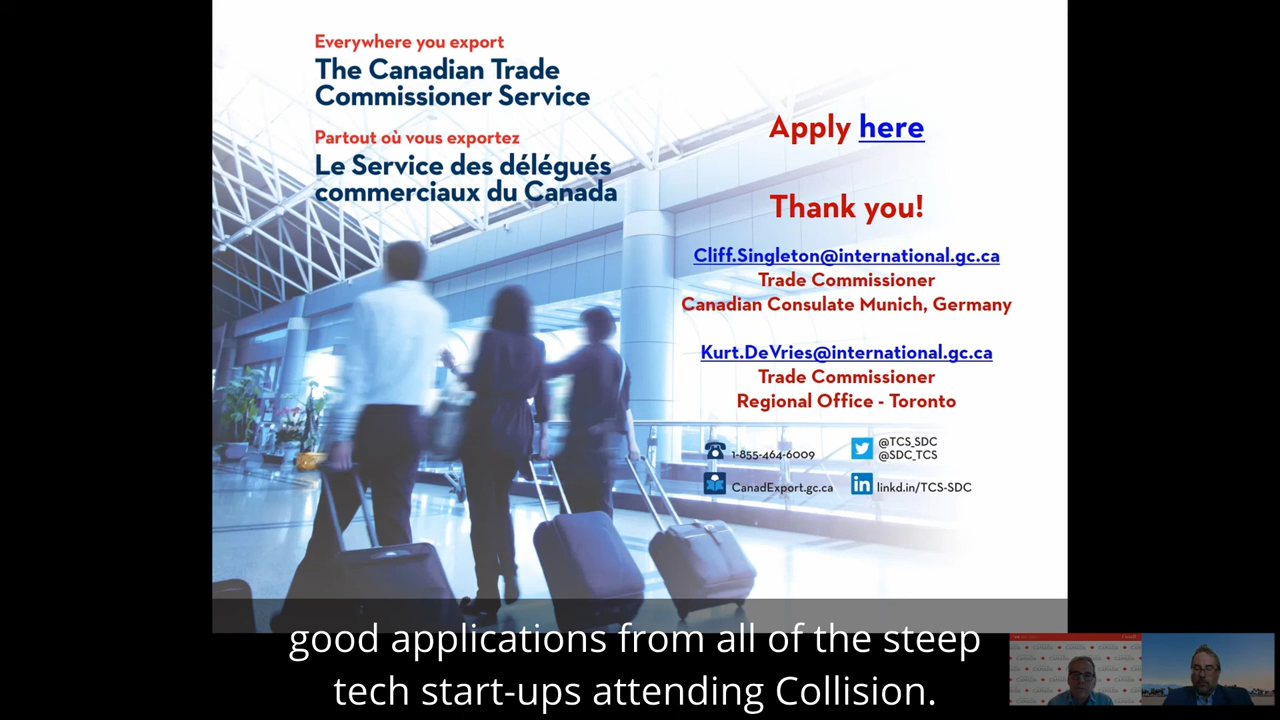 Everywhere you export
The Canadian Trade
Commissioner Service
Partout où vous exportez
Le Service des délégués
commerciaux du Canada
Apply here
Thank you!
Cliff.Singleton@international.gc.ca
Trade Commissioner
Canadian Consulate Munich, Germany
Kurt.DeVries@international.gc.ca
Trade Commissioner
Regional Office - Toronto
1-855-464-6009
@TCS_SDC
@SDC_TCS
CanadExport.gc.ca
linkd.in/TCS-SDC
good applications from all of the steep
tech start-ups attending Collision.